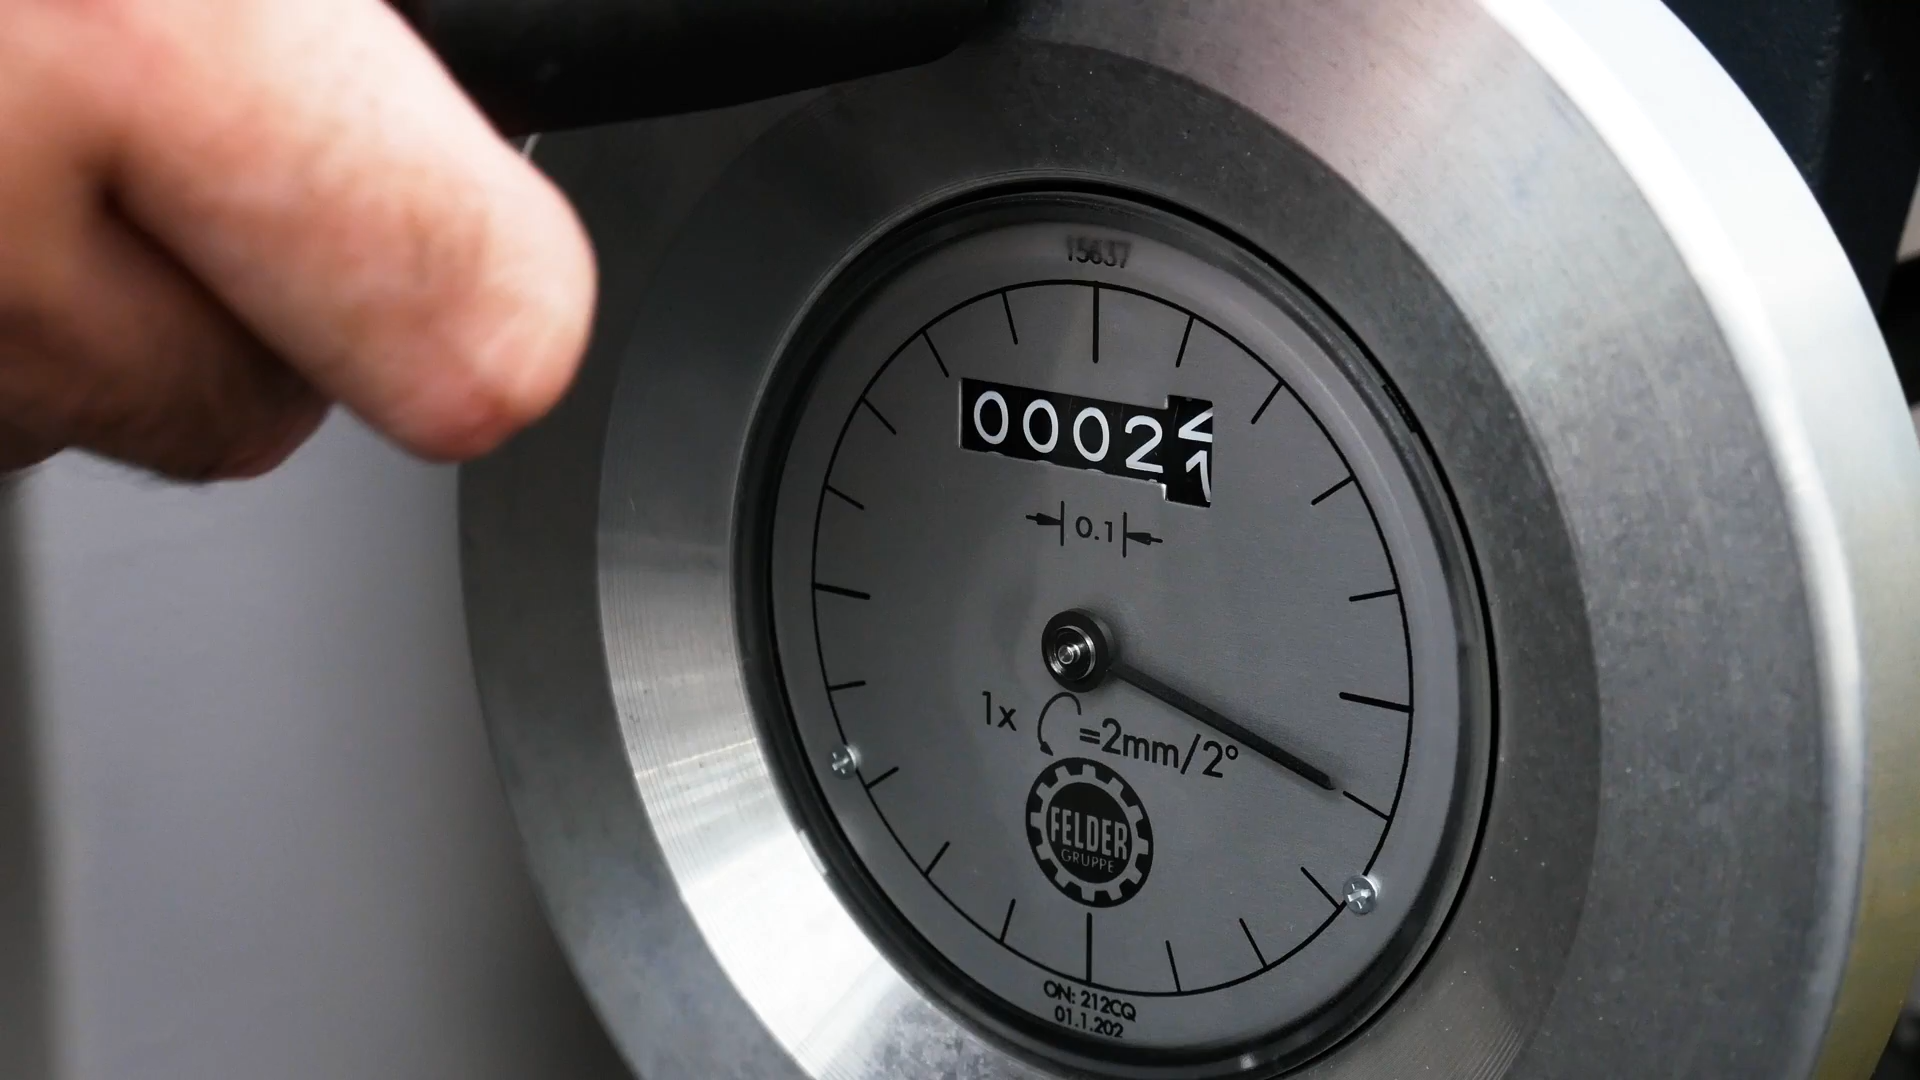 15637
0002
0.1
1x =2mm/2°
FELDER
GRUPPE
ON: 212CQ
01.1.202